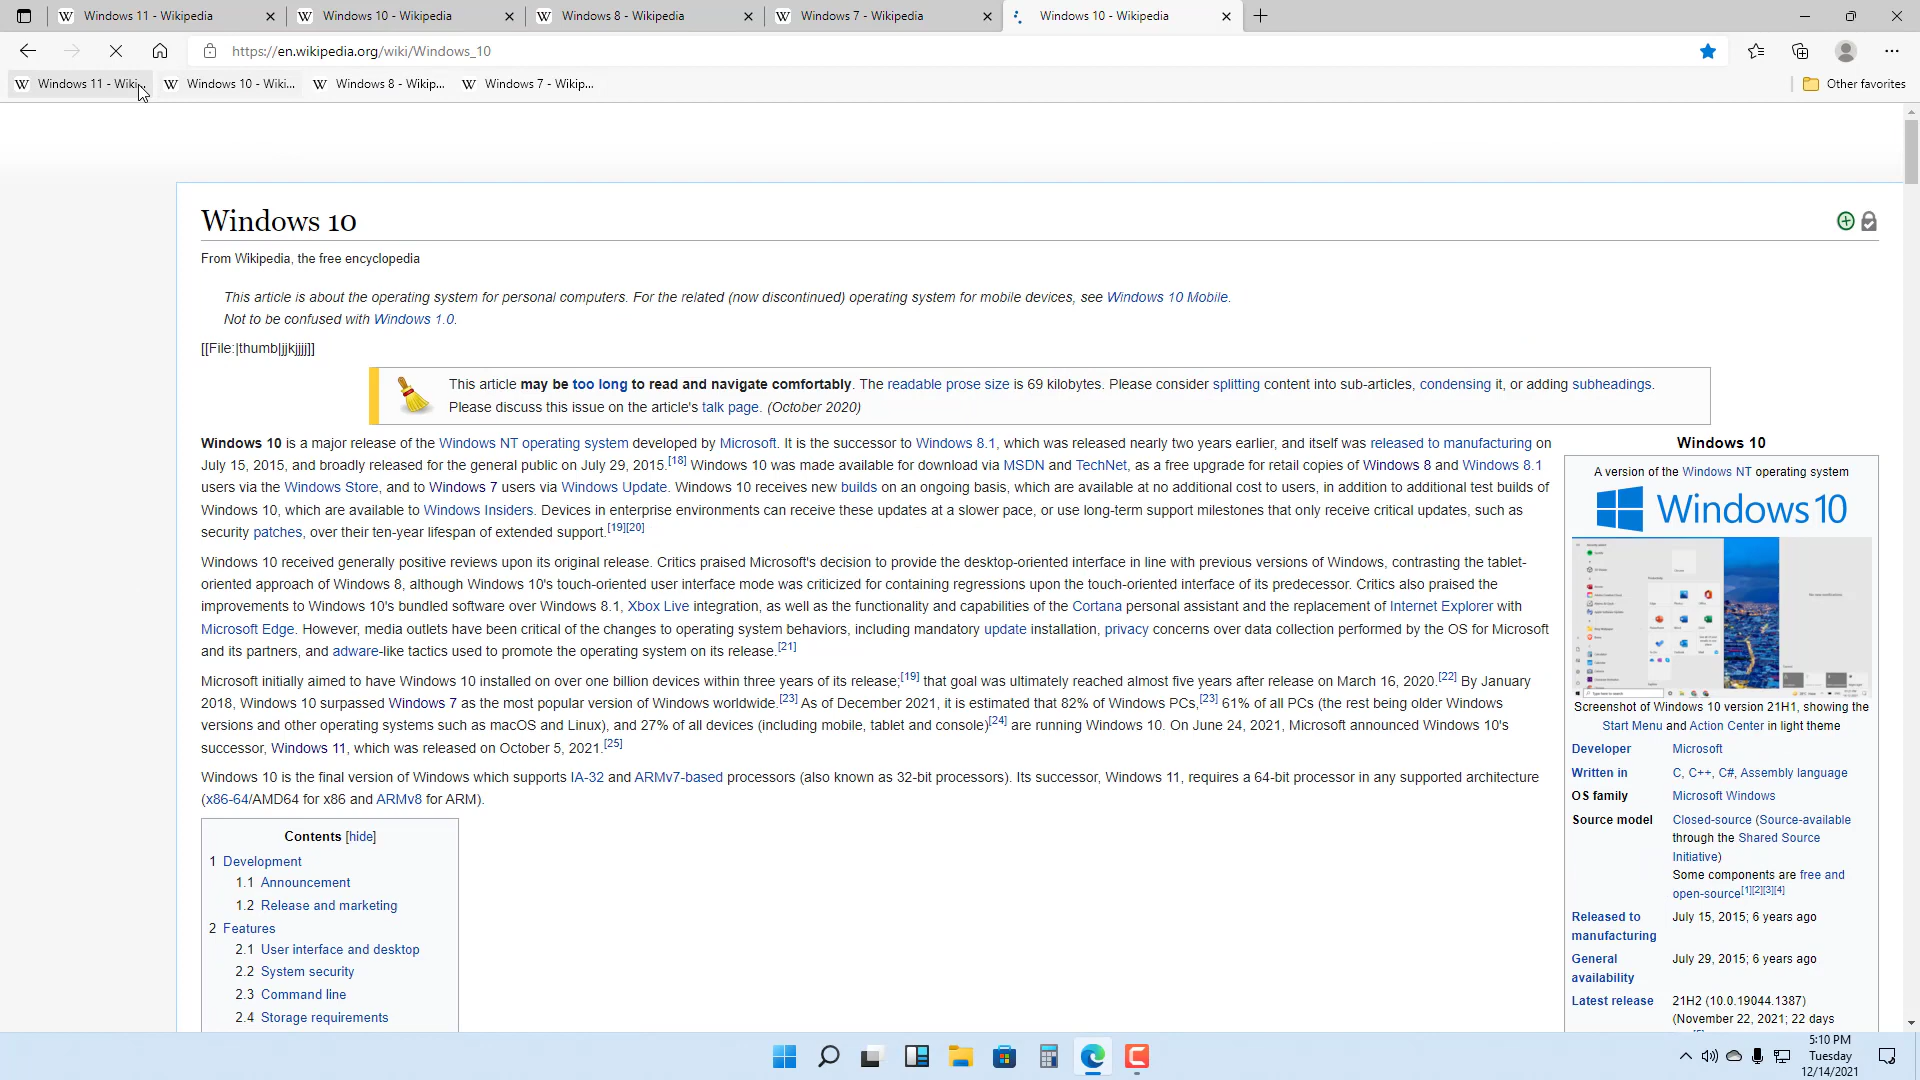 Windows 11 - Wikipedia
Windows 10 - Wikipedia
Windows 8 - Wikipedia
Windows 7 - Wikipedia
Windows 10 - Wikipedia
https://en.wikipedia.org/wiki/Windows_10
Windows 11 - Wiki...
Windows 10 - Wiki...
Windows 8 - Wikip...
Windows 7 - Wikip...
Other favorites
Windows 10
From Wikipedia, the free encyclopedia
This article is about the operating system for personal computers. For the related (now discontinued) operating system for mobile devices, see Windows 10 Mobile.
Not to be confused with Windows 1.0.
[[File:|thumb|jjkjjjj]]
This article may be too long to read and navigate comfortably. The readable prose size is 69 kilobytes. Please consider splitting content into sub-articles, condensing it, or adding subheadings.
Please discuss this issue on the article's talk page. (October 2020)
Windows 10 is a major release of the Windows NT operating system developed by Microsoft. It is the successor to Windows 8.1, which was released nearly two years earlier, and itself was released to manufacturing on
July 15, 2015, and broadly released for the general public on July 29, 2015.[18] Windows 10 was made available for download via MSDN and TechNet, as a free upgrade for retail copies of Windows 8 and Windows 8.1
users via the Windows Store, and to Windows 7 users via Windows Update. Windows 10 receives new builds on an ongoing basis, which are available at no additional cost to users, in addition to additional test builds of
Windows 10, which are available to Windows Insiders. Devices in enterprise environments can receive these updates at a slower pace, or use long-term support milestones that only receive critical updates, such as
security patches, over their ten-year lifespan of extended support.[19][20]
Windows 10 received generally positive reviews upon its original release. Critics praised Microsoft's decision to provide the desktop-oriented interface in line with previous versions of Windows, contrasting the tablet-
oriented approach of Windows 8, although Windows 10's touch-oriented user interface mode was criticized for containing regressions upon the touch-oriented interface of its predecessor. Critics also praised the
improvements to Windows 10's bundled software over Windows 8.1, Xbox Live integration, as well as the functionality and capabilities of the Cortana personal assistant and the replacement of Internet Explorer with
Microsoft Edge. However, media outlets have been critical of the changes to operating system behaviors, including mandatory update installation, privacy concerns over data collection performed by the OS for Microsoft
and its partners, and adware-like tactics used to promote the operating system on its release.[21]
Microsoft initially aimed to have Windows 10 installed on over one billion devices within three years of its release;[19] that goal was ultimately reached almost five years after release on March 16, 2020.[22] By January
2018, Windows 10 surpassed Windows 7 as the most popular version of Windows worldwide.[23] As of December 2021, it is estimated that 82% of Windows PCs,[23] 61% of all PCs (the rest being older Windows
versions and other operating systems such as macOS and Linux), and 27% of all devices (including mobile, tablet and console)[24] are running Windows 10. On June 24, 2021, Microsoft announced Windows 10's
successor, Windows 11, which was released on October 5, 2021.[25]
Windows 10 is the final version of Windows which supports IA-32 and ARMv7-based processors (also known as 32-bit processors). Its successor, Windows 11, requires a 64-bit processor in any supported architecture
(x86-64/AMD64 for x86 and ARMv8 for ARM).
Contents [hide]
1 Development
1.1 Announcement
1.2 Release and marketing
2 Features
2.1 User interface and desktop
2.2 System security
2.3 Command line
2.4 Storage requirements
Windows 10
A version of the Windows NT operating system
Windows 10
Screenshot of Windows 10 version 21H1, showing the
Start Menu and Action Center in light theme
Developer Microsoft
Written in C, C++, C#, Assembly language
OS family Microsoft Windows
Source model Closed-source (Source-available
through the Shared Source
Initiative)
Some components are free and
open-source[1][2][3][4]
Released to July 15, 2015; 6 years ago
manufacturing
General July 29, 2015; 6 years ago
availability
Latest release 21H2 (10.0.19044.1387)
(November 22, 2021; 22 days
5:10 PM
Tuesday
12/14/2021